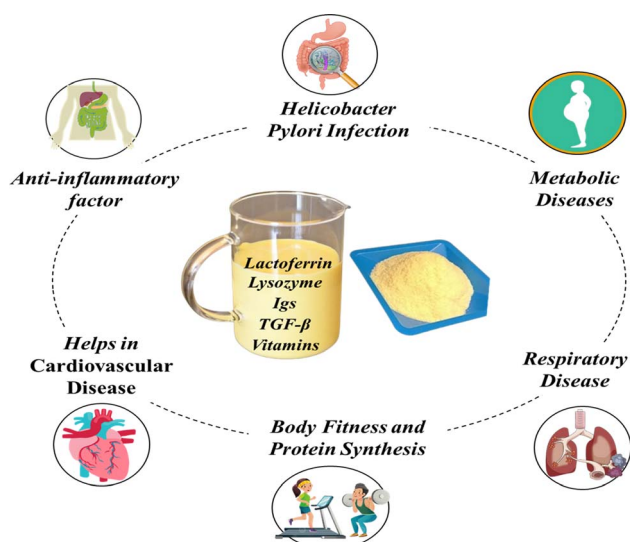 Helicobacter
Pylori Infection
Anti-inflammatory
factor
Metabolic
Diseases
Lactoferrin
Lysozyme
Igs
TGF-β
Vitamins
Helps in
Cardiovascular
Disease
Respiratory
Disease
Body Fitness and
Protein Synthesis